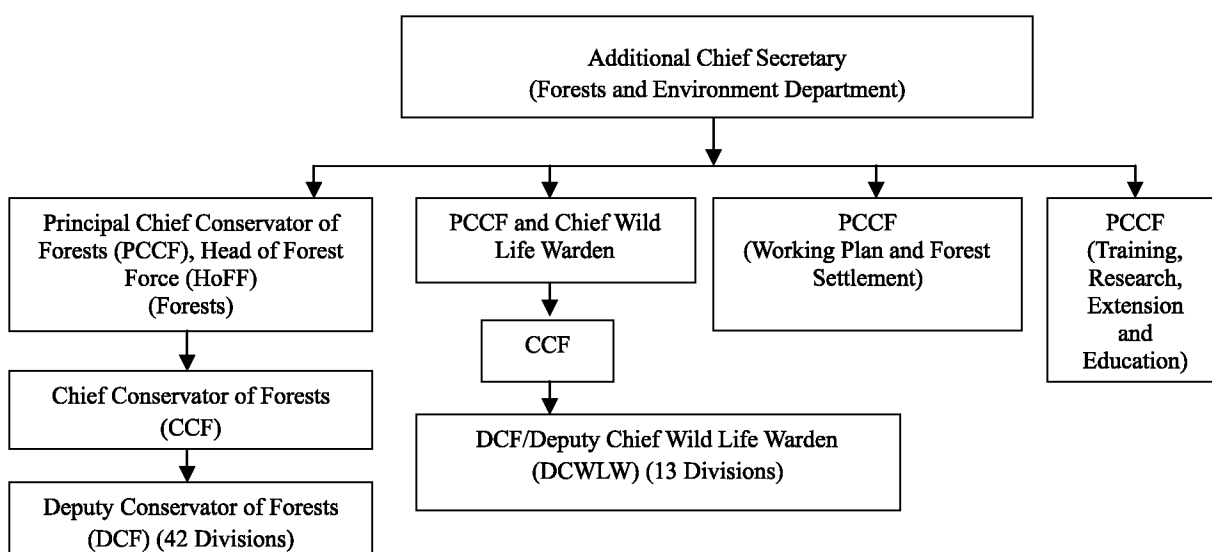 Additional Chief Secretary
(Forests and Environment Department)
Principal Chief Conservator of
Forests (PCCF), Head of Forest
Force (HoFF)
(Forests)
PCCF and Chief Wild
Life Warden
PCCF
(Working Plan and Forest
Settlement)
PCCF
(Training,
Research,
Extension
and
Education)
CCF
Chief Conservator of Forests
(CCF)
DCF/Deputy Chief Wild Life Warden
(DCWLW) (13 Divisions)
Deputy Conservator of Forests
(DCF) (42 Divisions)